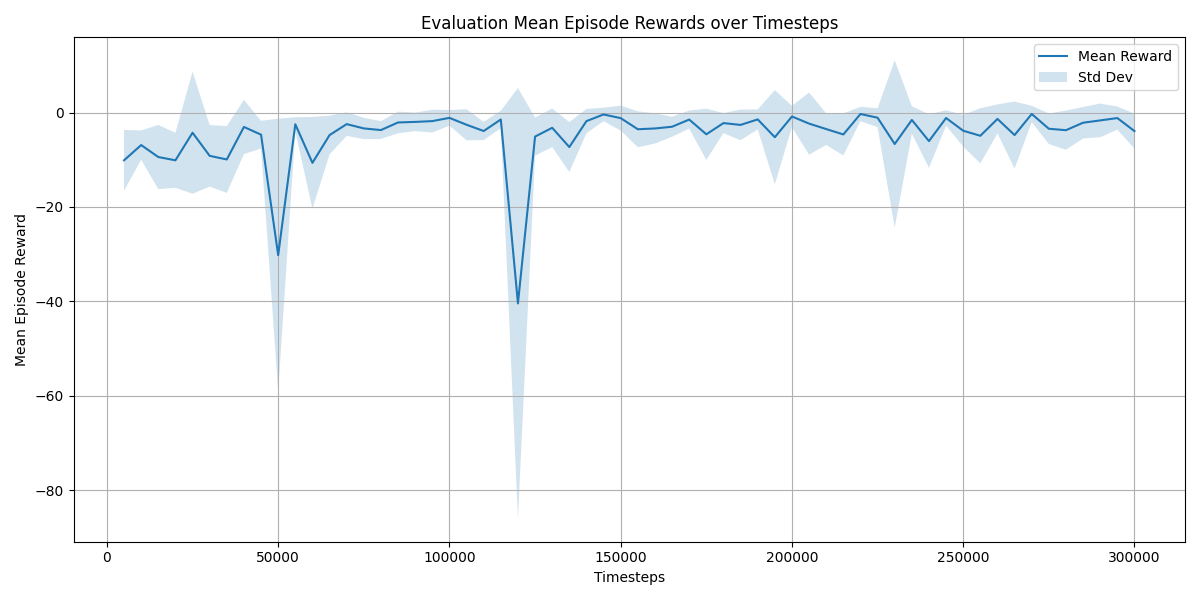 Evaluation Mean Episode Rewards over Timesteps
Mean Reward
Std Dev
Mean Episode Reward
0
−20
−40
−60
−80
0
50000
100000
150000
200000
250000
300000
Timesteps